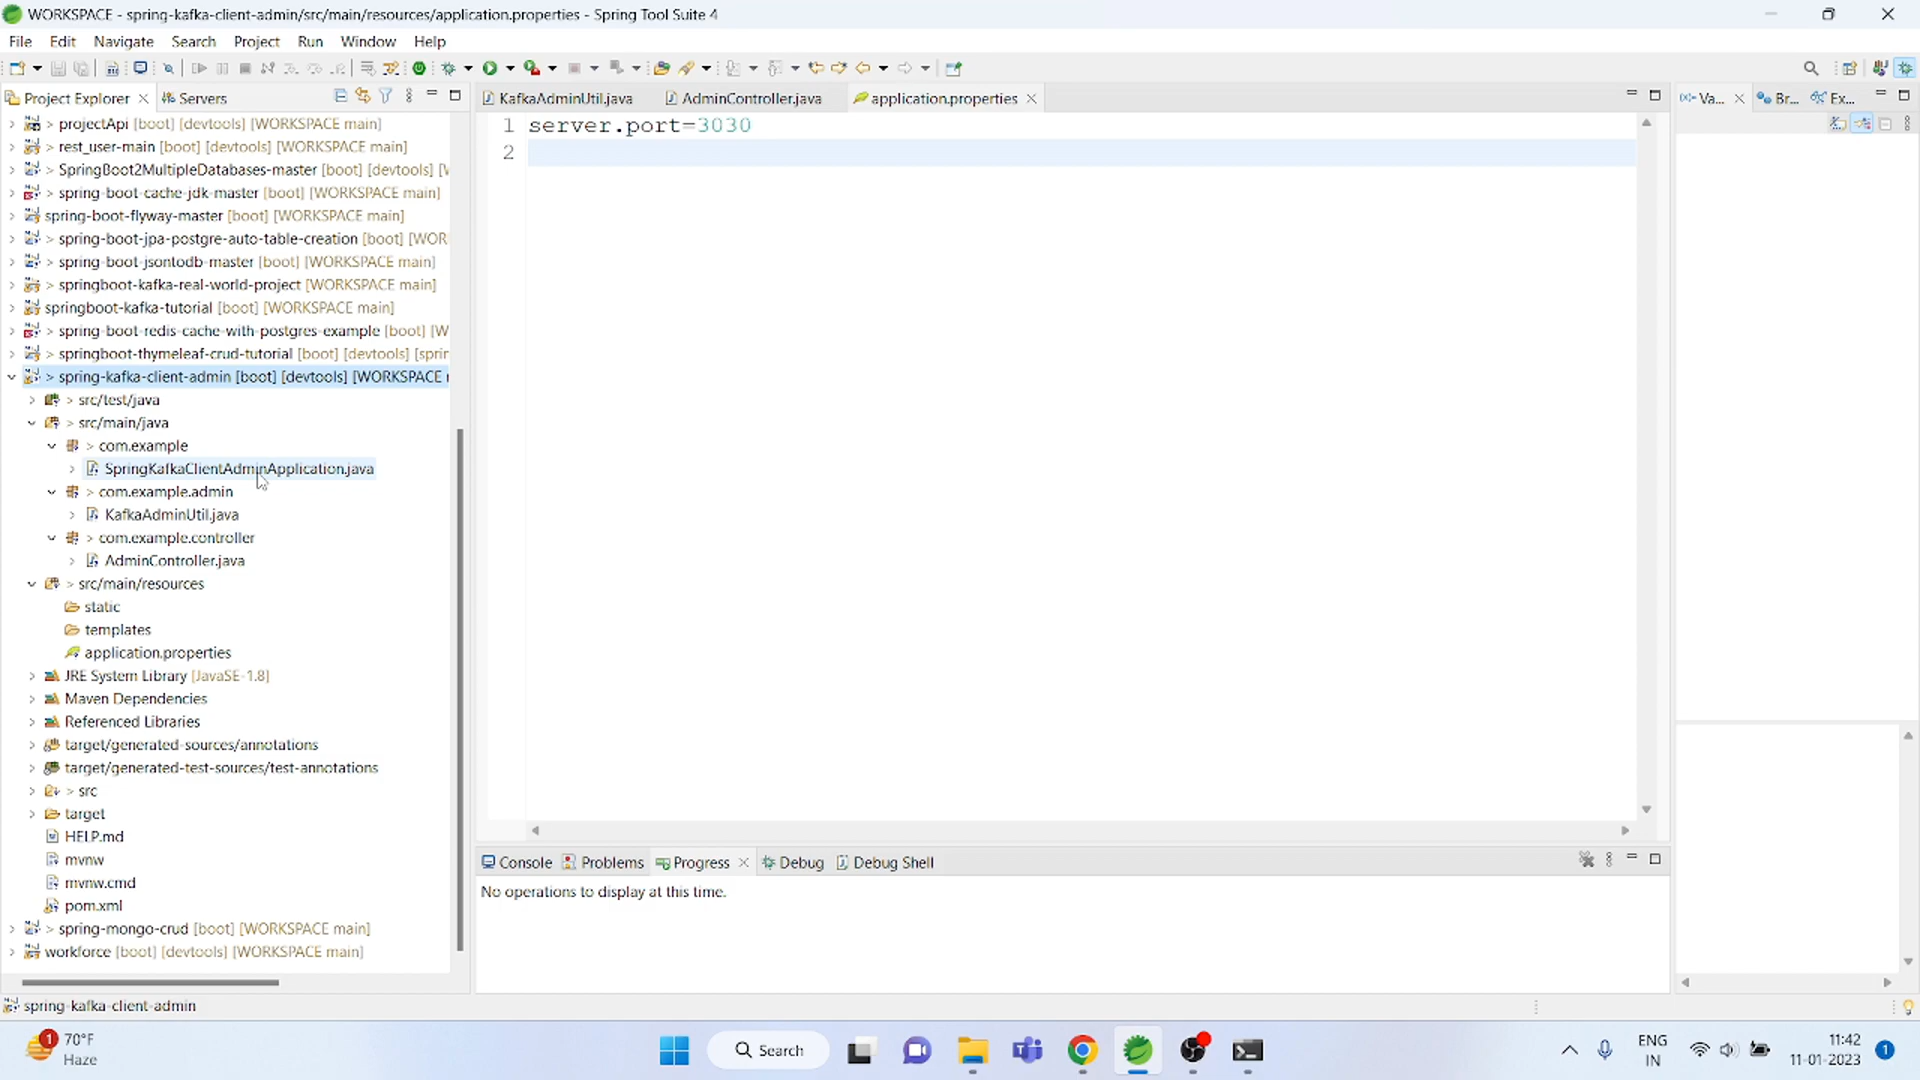 WORKSPACE - spring-kafka-client-admin/src/main/resources/application.properties - Spring Tool Suite 4
File Edit Navigate Search Project Run Window Help
Project Explorer Servers
KafkaAdminUtil.java AdminController.java application.properties
Va... Br... Ex...
projectApi [boot] [devtools] [WORKSPACE main]
rest_user-main [boot] [devtools] [WORKSPACE main]
SpringBoot2MultipleDatabases-master [boot] [devtools] [W
spring-boot-cache-jdk-master [boot] [WORKSPACE main]
spring-boot-flyway-master [boot] [WORKSPACE main]
spring-boot-jpa-postgre-auto-table-creation [boot] [WOR
spring-boot-jsontodb-master [boot] [WORKSPACE main]
springboot-kafka-real-world-project [WORKSPACE main]
springboot-kafka-tutorial [boot] [WORKSPACE main]
spring-boot-redis-cache-with-postgres-example [boot] [W
springboot-thymeleaf-crud-tutorial [boot] [devtools] [sprin
spring-kafka-client-admin [boot] [devtools] [WORKSPACE
src/test/java
src/main/java
com.example
SpringKafkaClientAdminApplication.java
com.example.admin
KafkaAdminUtil.java
com.example.controller
AdminController.java
src/main/resources
static
templates
application.properties
JRE System Library [JavaSE-1.8]
Maven Dependencies
Referenced Libraries
target/generated-sources/annotations
target/generated-test-sources/test-annotations
src
target
HELP.md
mvnw
mvnw.cmd
pom.xml
spring-mongo-crud [boot] [WORKSPACE main]
workforce [boot] [devtools] [WORKSPACE main]
1 server.port=3030
2
Console Problems Progress Debug Debug Shell
No operations to display at this time.
spring-kafka-client-admin
1 70°F
Haze
Search
ENG
IN
11:42
11-01-2023
1